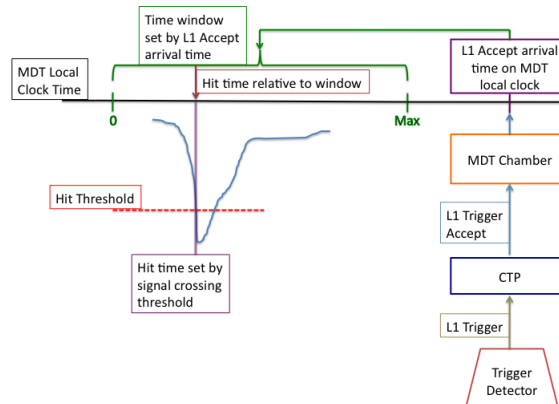 Time window
set by L1 Accept
arrival time
L1 Accept arrival
time on MDT
local clock
MDT Local
Clock Time
Hit time relative to window
0
Max
MDT Chamber
Hit Threshold
L1 Trigger
Accept
Hit time set by
signal crossing
threshold
CTP
L1 Trigger
Trigger
Detector